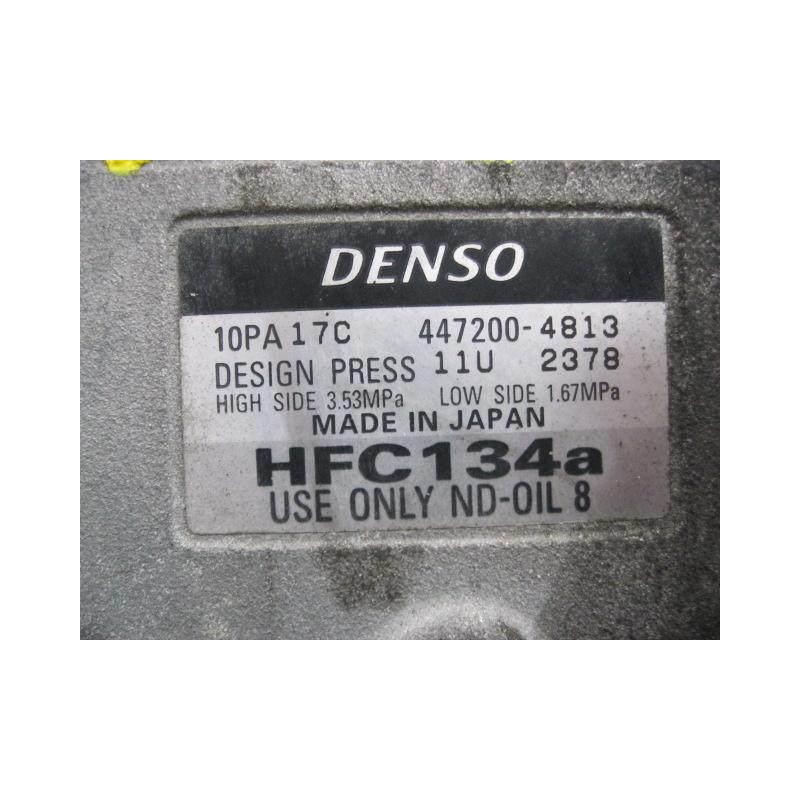 DENSO
10PA17C 447200-4813
DESIGN PRESS 11U 2378
HIGH SIDE 3.53MPa LOW SIDE 1.67MPa
MADE IN JAPAN
HFC134a
USE ONLY ND-OIL 8